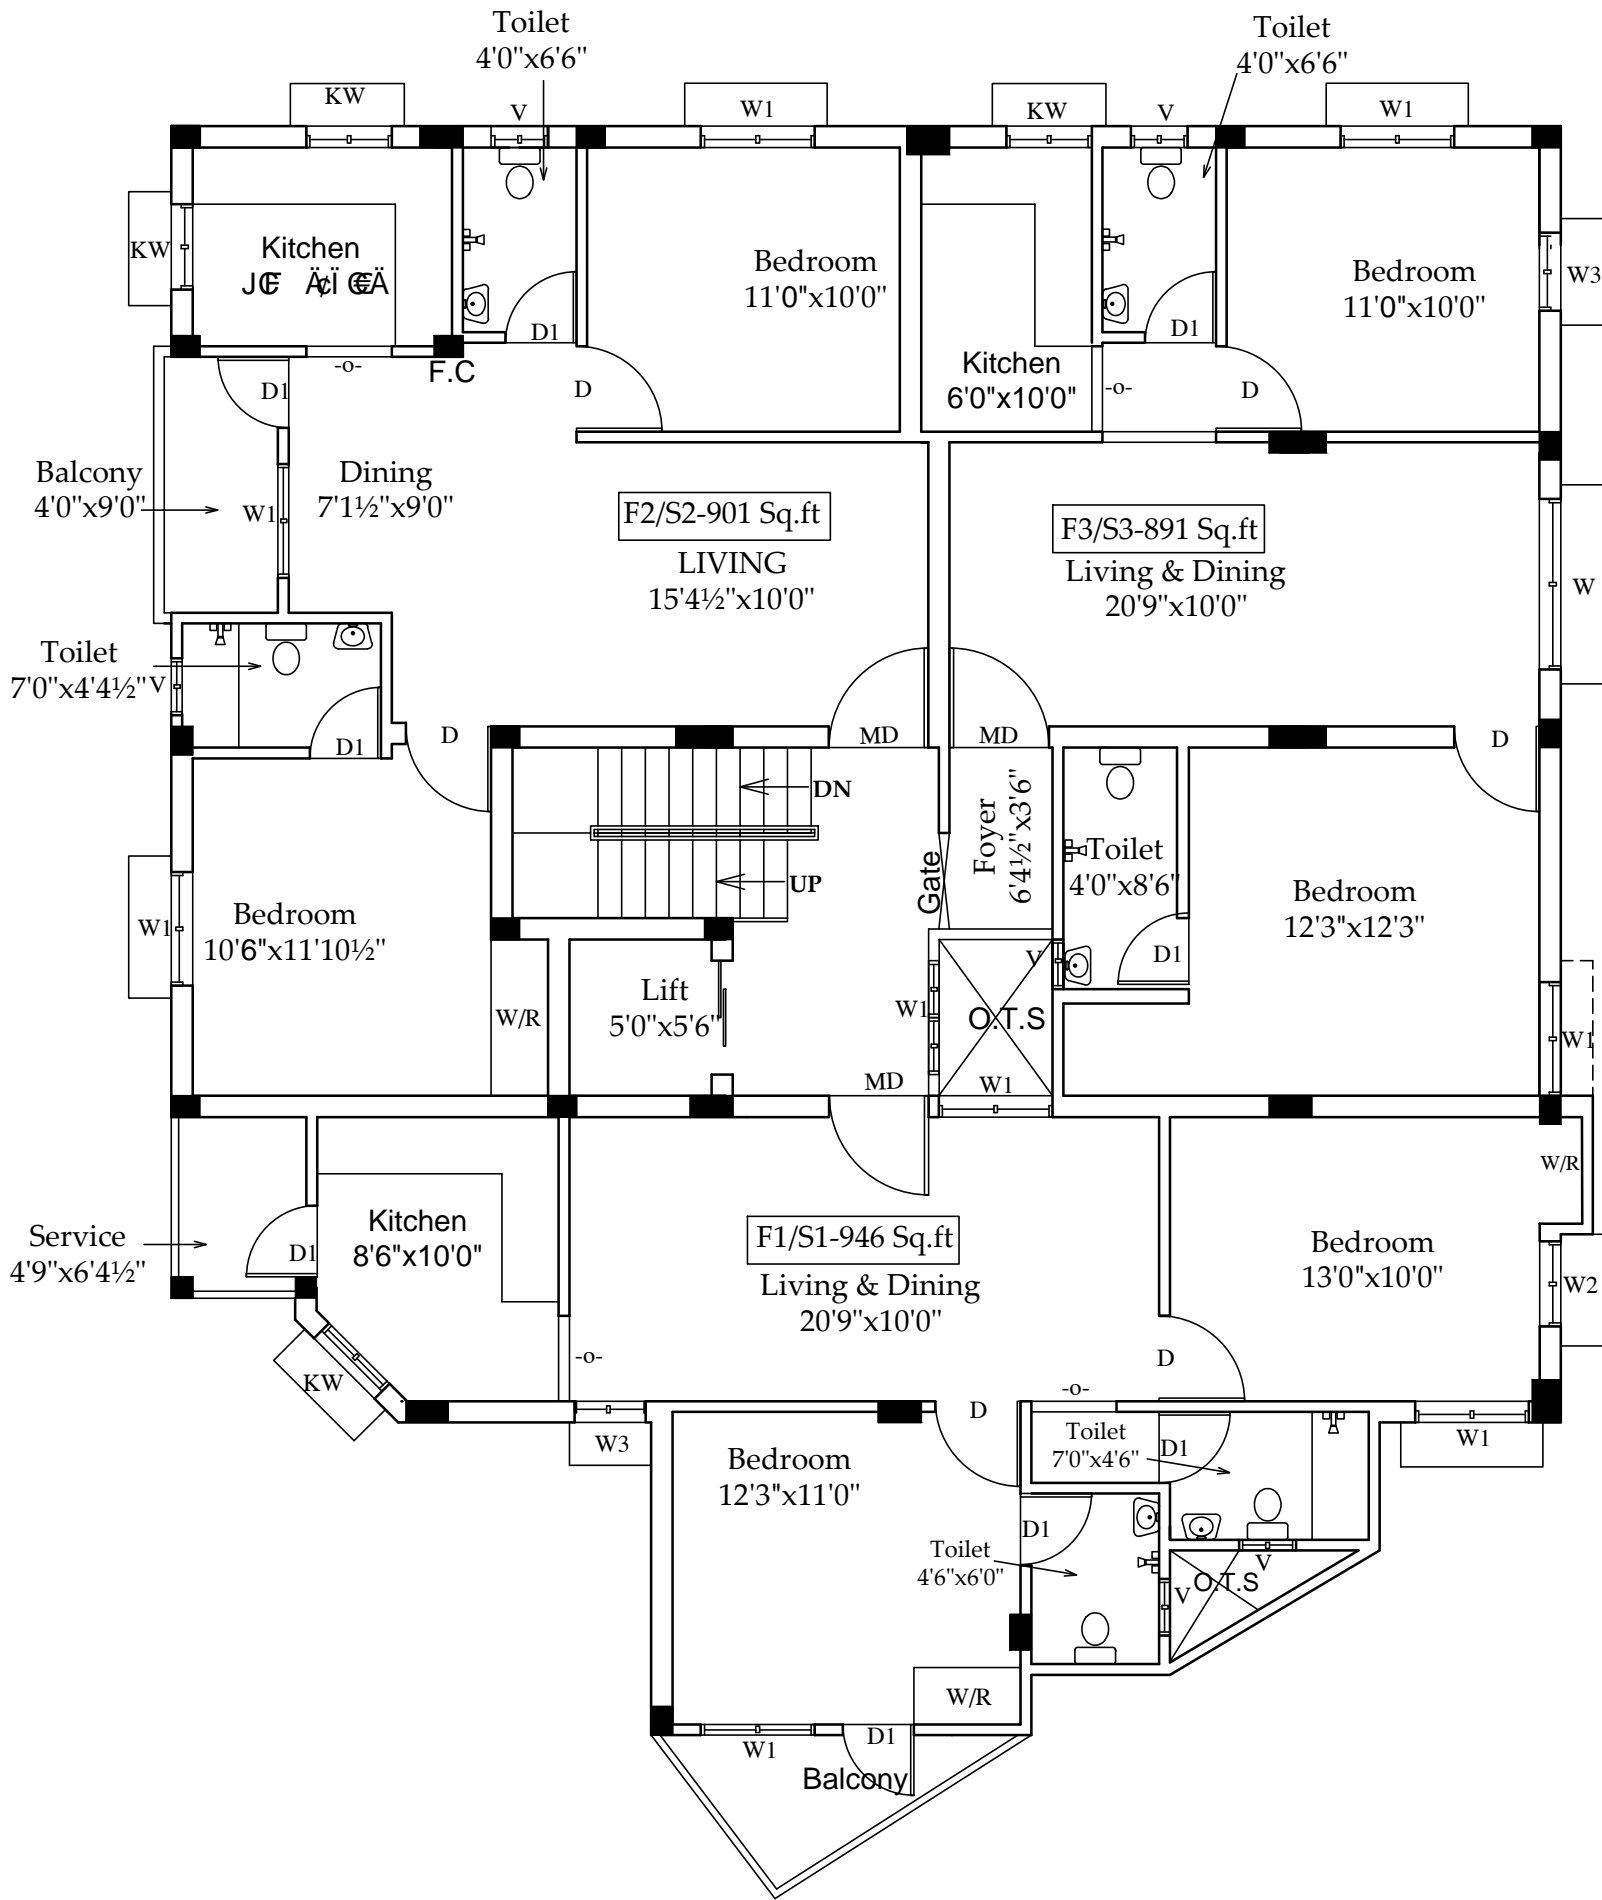 Toilet
4'0"x6'6"
Toilet
4'0"x6'6"
KW
V
W1
KW
V
W1
KW
Kitchen
Bedroom
11'0"x10'0"
Bedroom
11'0"x10'0"
W3
D1
D1
Kitchen
6'0"x10'0"
F.C
-o-
D1
D
-o-
D
Balcony
4'0"x9'0"
W1
Dining
7'1½"x9'0"
F2/S2-901 Sq.ft
LIVING
15'4½"x10'0"
F3/S3-891 Sq.ft
Living & Dining
20'9"x10'0"
W
Toilet
7'0"x4'4½"
V
D1
D
MD
MD
D
DN
UP
Gate
Foyer
6'4½"x3'6"
Toilet
4'0"x8'6"
D1
Bedroom
12'3"x12'3"
W1
Bedroom
10'6"x11'10½"
W/R
Lift
5'0"x5'6"
V
W1
O.T.S
W1
W1
MD
W/R
Service
4'9"x6'4½"
D1
Kitchen
8'6"x10'0"
F1/S1-946 Sq.ft
Living & Dining
20'9"x10'0"
Bedroom
13'0"x10'0"
W2
KW
-o-
D
-o-
D
W3
W1
Bedroom
12'3"x11'0"
Toilet
7'0"x4'6"
D1
D1
Toilet
4'6"x6'0"
V
V
O.T.S
W/R
W1
D1
Balcony